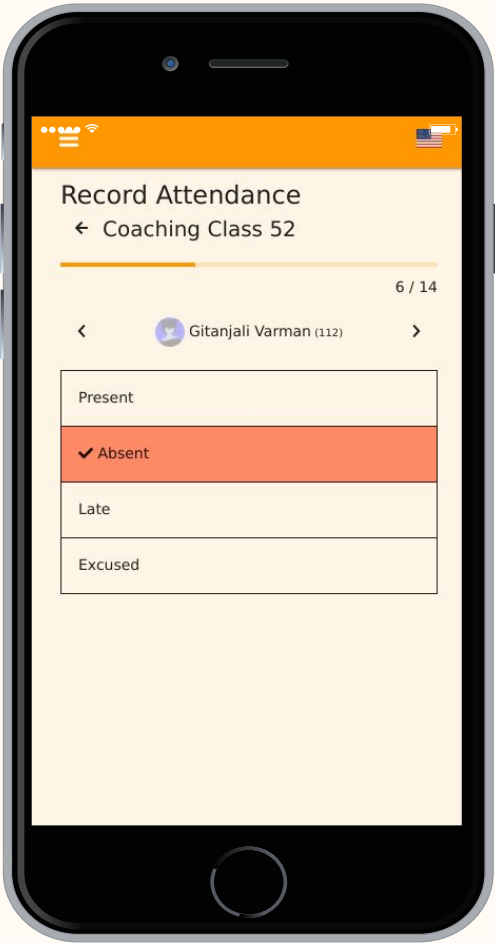 Record Attendance
Coaching Class 52
6 / 14
Gitanjali Varman (112)
Present
Absent
Late
Excused